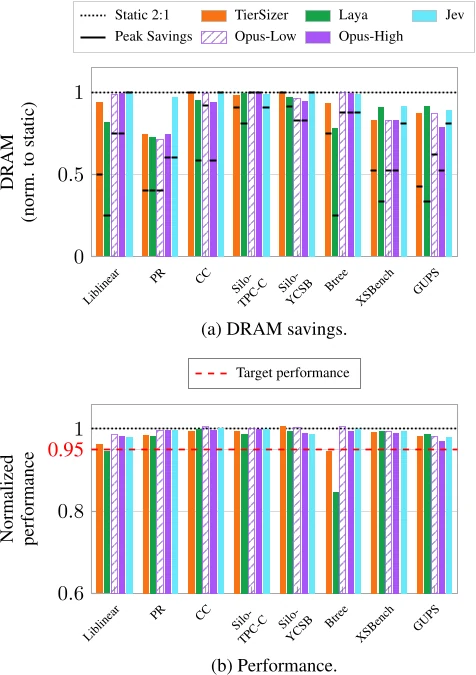 Static 2:1 TierSizer Laya Jev
Peak Savings Opus-Low Opus-High
DRAM
(norm. to static)
1
0.5
0
Liblinear PR CC Silo-TPC-C Silo-YCSB Btree XSBench GUPS
(a) DRAM savings.
Target performance
Normalized
performance
1
0.95
0.8
0.6
Liblinear PR CC Silo-TPC-C Silo-YCSB Btree XSBench GUPS
(b) Performance.